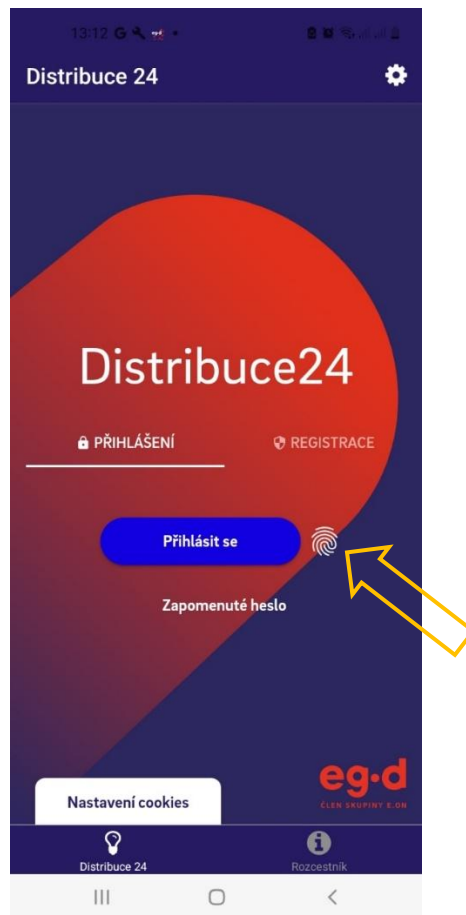 13:12
Distribuce 24
Distribuce24
PŘIHLÁŠENÍ
REGISTRACE
Přihlásit se
Zapomenuté heslo
eg·d
ČLEN SKUPINY E.ON
Nastavení cookies
Distribuce 24
Rozcestník